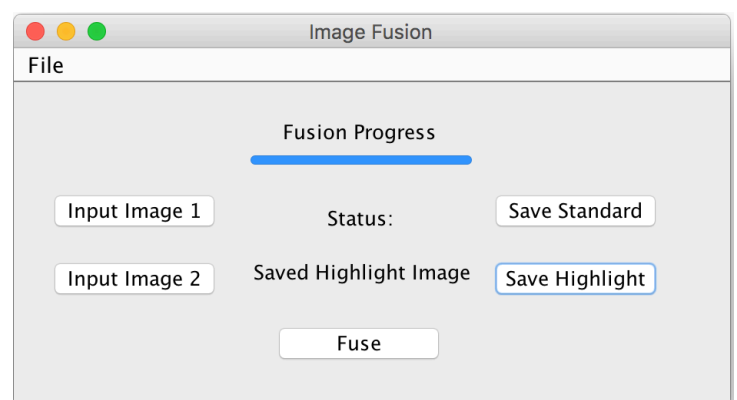 Image Fusion
File
Fusion Progress
Input Image 1
Status:
Save Standard
Input Image 2
Saved Highlight Image
Save Highlight
Fuse